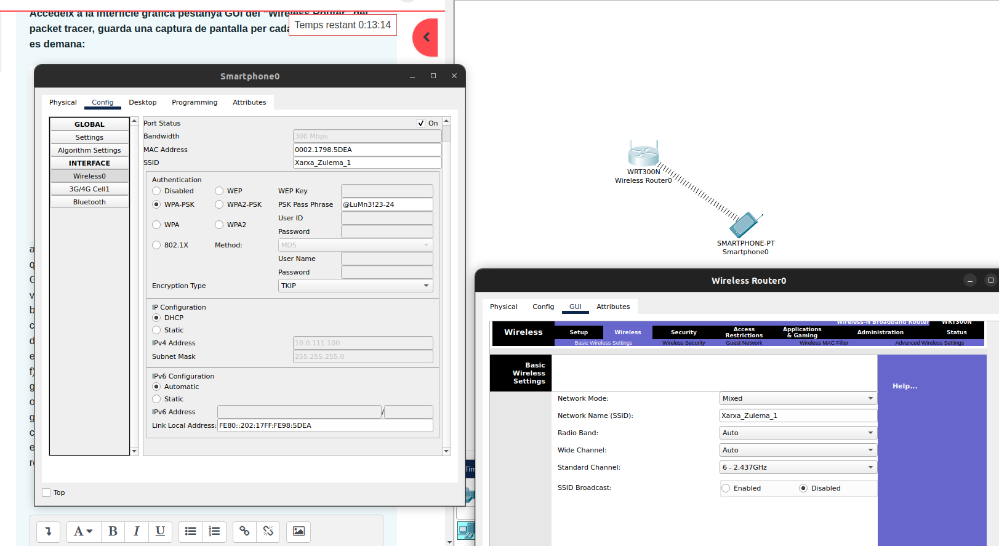 Accedeix a la interfície gràfica pestanya GUI del "Wireless Router" del
packet tracer, guarda una captura de pantalla per cada
es demana:
Temps restant 0:13:14
Smartphone0
Physical Config Desktop Programming Attributes
GLOBAL
Settings
Algorithm Settings
INTERFACE
Wireless0
3G/4G Cell1
Bluetooth
Port Status On
Bandwidth 300 Mbps
MAC Address 0002.1798.5DEA
SSID Xarxa_Zulema_1
Authentication
Disabled WEP WEP Key
WPA-PSK WPA2-PSK PSK Pass Phrase @LuMn3!23-24
User ID
WPA WPA2
Password
802.1X Method: MD5
User Name
Password
Encryption Type TKIP
IP Configuration
DHCP
Static
IPv4 Address 10.0.111.100
Subnet Mask 255.255.255.0
IPv6 Configuration
Automatic
Static
IPv6 Address /
Link Local Address: FE80::202:17FF:FE98:5DEA
Top
a
q
v
b
c
d
e
f)
g
o
g
c
e
A B I U
WRT300N
Wireless Router0
SMARTPHONE-PT
Smartphone0
Tim
Wireless Router0
Physical Config GUI Attributes
Wireless-N Broadband Router WRT300N
Wireless
Setup Wireless Security Access Restrictions Applications & Gaming Administration Status
Basic Wireless Settings Wireless Security Guest Network Wireless MAC Filter Advanced Wireless Settings
Basic
Wireless
Settings
Help...
Network Mode: Mixed
Network Name (SSID): Xarxa_Zulema_1
Radio Band: Auto
Wide Channel: Auto
Standard Channel: 6 - 2.437GHz
SSID Broadcast: Enabled Disabled